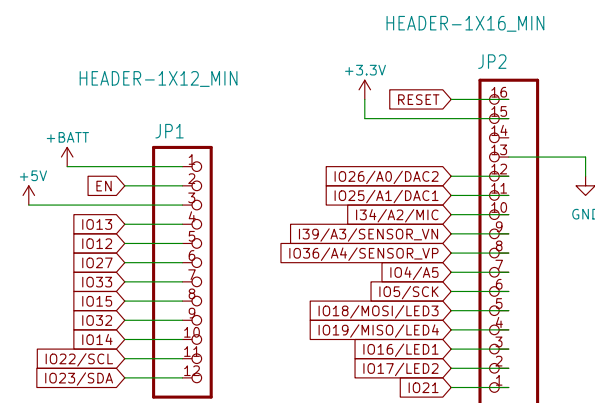 HEADER-1X12_MIN
JP1
+BATT
+5V
EN
IO13
IO12
IO27
IO33
IO15
IO32
IO14
IO22/SCL
IO23/SDA
1
2
3
4
5
6
7
8
9
10
11
12
HEADER-1X16_MIN
JP2
+3.3V
RESET
IO26/A0/DAC2
IO25/A1/DAC1
I34/A2/MIC
I39/A3/SENSOR_VN
IO36/A4/SENSOR_VP
IO4/A5
IO5/SCK
IO18/MOSI/LED3
IO19/MISO/LED4
IO16/LED1
IO17/LED2
IO21
16
15
14
13
12
11
10
9
8
7
6
5
4
3
2
1
GND